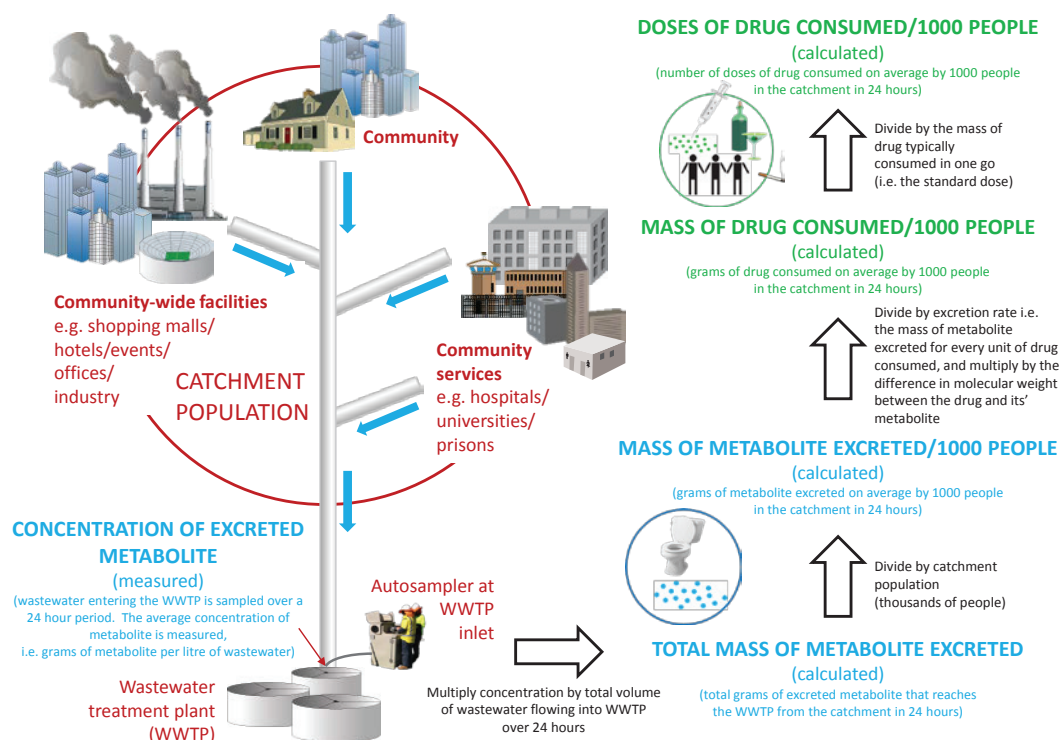 Community
Community-wide facilities
e.g. shopping malls/
hotels/events/
offices/
industry
CATCHMENT
POPULATION
Community
services
e.g. hospitals/
universities/
prisons
CONCENTRATION OF EXCRETED
METABOLITE
(measured)
(wastewater entering the WWTP is sampled over a
24 hour period. The average concentration of
metabolite is measured,
i.e. grams of metabolite per litre of wastewater)
Autosampler at
WWTP
inlet
Wastewater
treatment plant
(WWTP)
Multiply concentration by total volume
of wastewater flowing into WWTP
over 24 hours
DOSES OF DRUG CONSUMED/1000 PEOPLE
(calculated)
(number of doses of drug consumed on average by 1000 people
in the catchment in 24 hours)
Divide by the mass of
drug typically
consumed in one go
(i.e. the standard dose)
MASS OF DRUG CONSUMED/1000 PEOPLE
(calculated)
(grams of drug consumed on average by 1000 people
in the catchment in 24 hours)
Divide by excretion rate i.e.
the mass of metabolite
excreted for every unit of drug
consumed, and multiply by the
difference in molecular weight
between the drug and its’
metabolite
MASS OF METABOLITE EXCRETED/1000 PEOPLE
(calculated)
(grams of metabolite excreted on average by 1000 people
in the catchment in 24 hours)
Divide by catchment
population
(thousands of people)
TOTAL MASS OF METABOLITE EXCRETED
(calculated)
(total grams of excreted metabolite that reaches
the WWTP from the catchment in 24 hours)